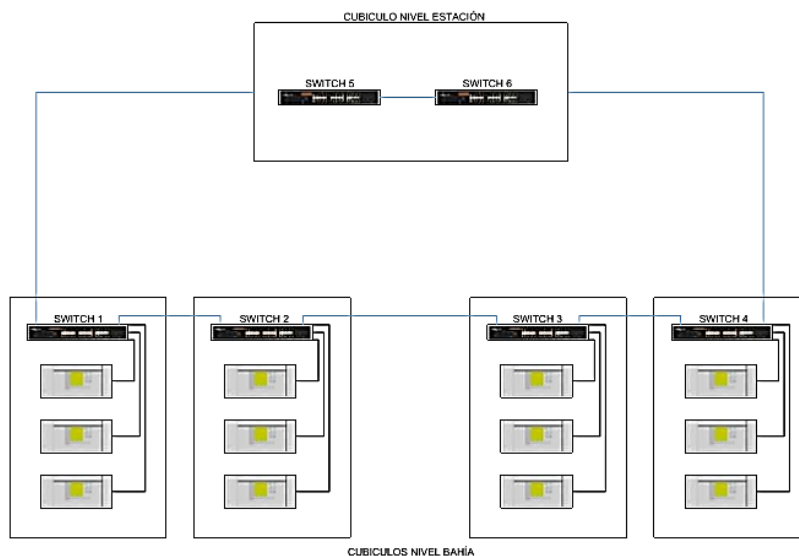 CUBICULO NIVEL ESTACIÓN
SWITCH 5
SWITCH 6
SWITCH 1
SWITCH 2
SWITCH 3
SWITCH 4
CUBICULOS NIVEL BAHÍA